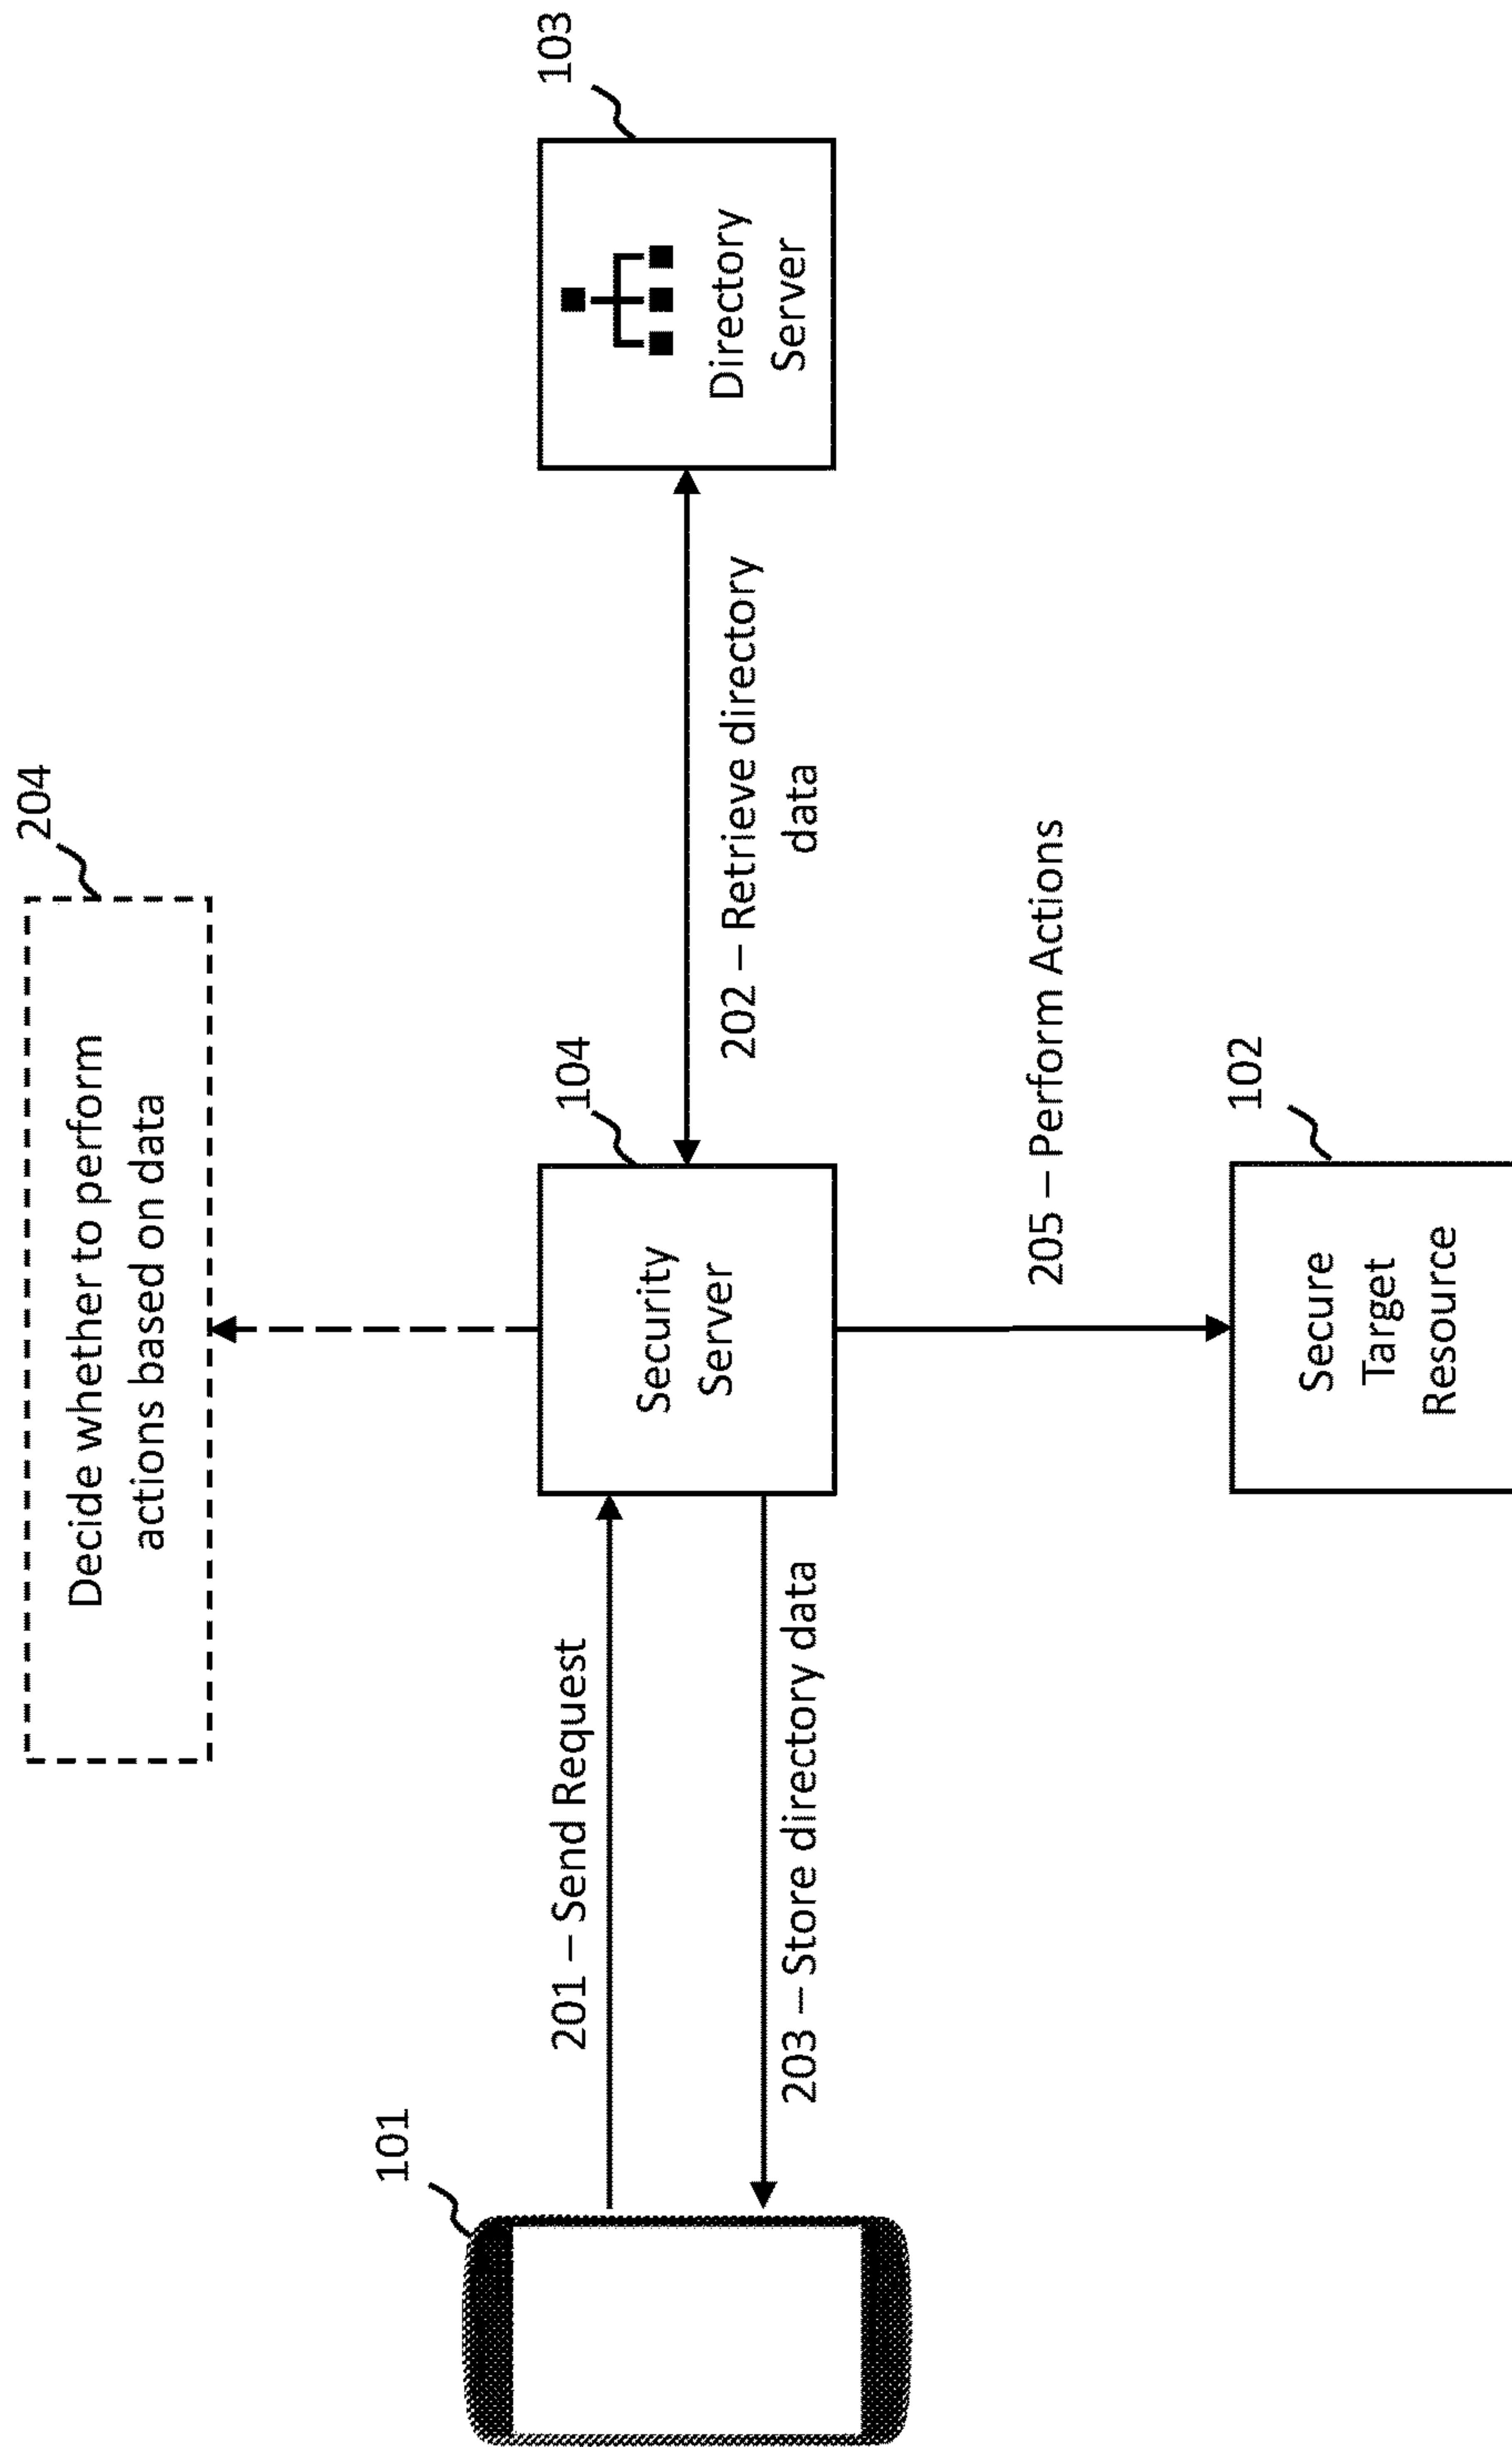 204
Decide whether to perform
actions based on data
101
201 – Send Request
203 – Store directory data
104
Security
Server
202 – Retrieve directory
data
103
Directory
Server
205 – Perform Actions
102
Secure
Target
Resource